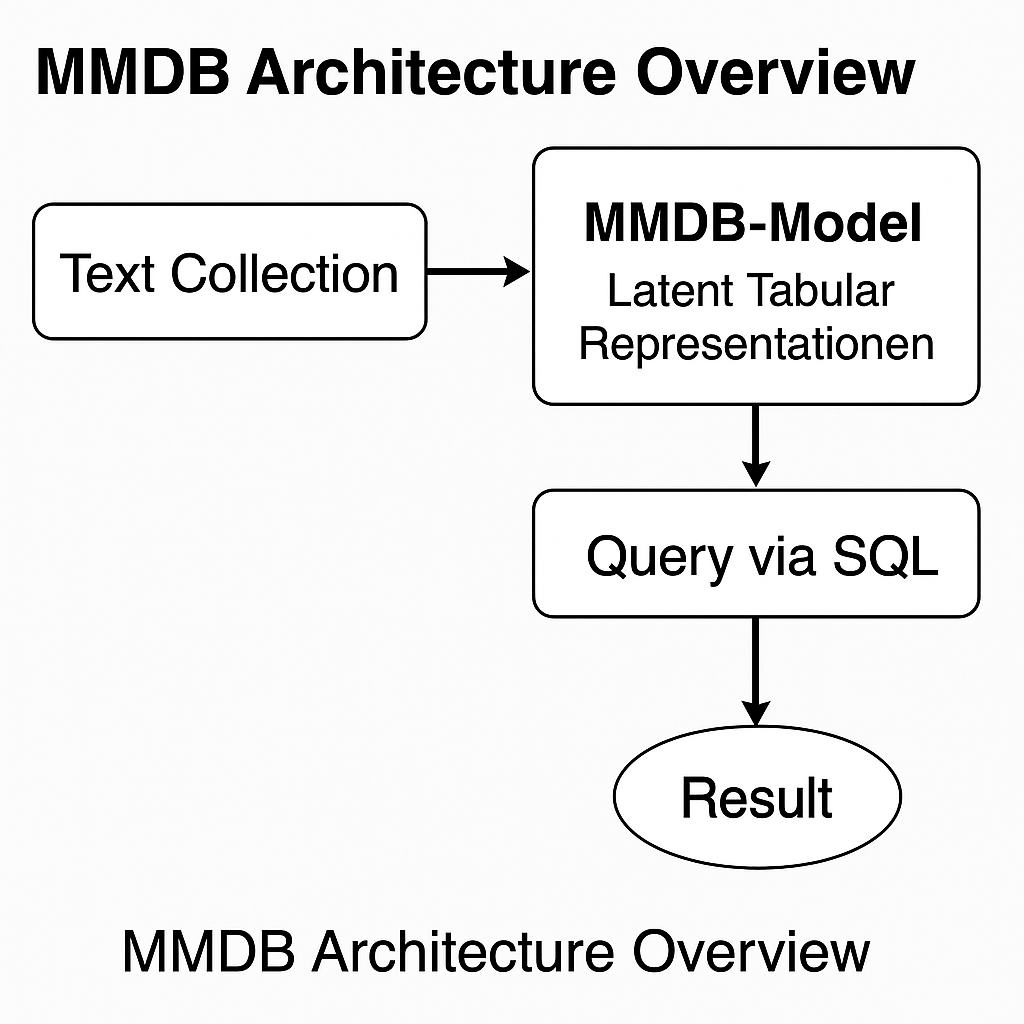 MMDB Architecture Overview
Text Collection
MMDB-Model
Latent Tabular
Representationen
Query via SQL
Result
MMDB Architecture Overview